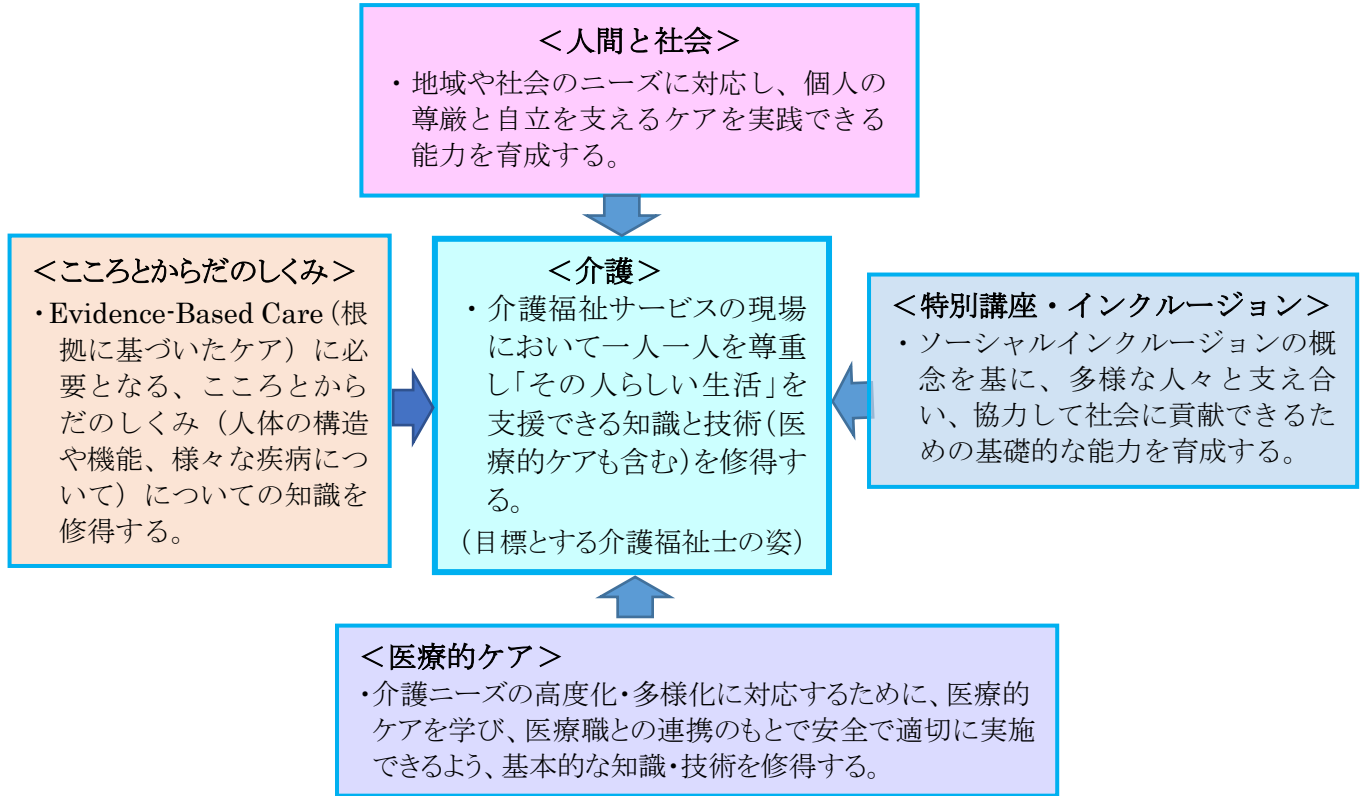 ＜人間と社会＞
・地域や社会のニーズに対応し、個人の
尊厳と自立を支えるケアを実践できる
能力を育成する。
＜こころとからだのしくみ＞
・Evidence-Based Care（根
拠に基づいたケア）に必
要となる、こころとから
だのしくみ（人体の構造
や機能、様々な疾病につ
いて）についての知識を
修得する。
＜介護＞
・介護福祉サービスの現場
において一人一人を尊重
し「その人らしい生活」を
支援できる知識と技術（医
療的ケアも含む）を修得す
る。
（目標とする介護福祉士の姿）
＜特別講座・インクルージョン＞
・ソーシャルインクルージョンの概
念を基に、多様な人々と支え合
い、協力して社会に貢献できるた
めの基礎的な能力を育成する。
＜医療的ケア＞
・介護ニーズの高度化・多様化に対応するために、医療的
ケアを学び、医療職との連携のもとで安全で適切に実施
できるよう、基本的な知識・技術を修得する。